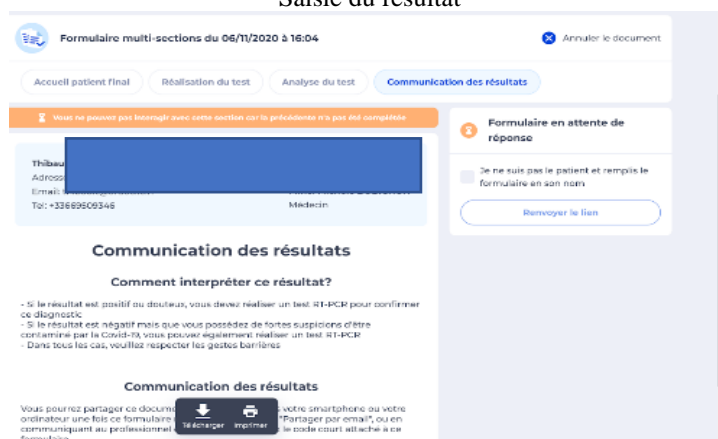 Saisie du résultat
Formulaire multi-sections du 06/11/2020 à 16:04
Annuler le document
Accueil patient final
Réalisation du test
Analyse du test
Communication des résultats
Vous ne pouvez pas interagir avec cette section car la précédente n'a pas été complétée
Formulaire en attente de
réponse
Je ne suis pas le patient et remplis le
formulaire en son nom
Renvoyer le lien
Thibau
Adress
Email:
Tel: +33669509346
Médecin
Communication des résultats
Comment interpréter ce résultat?
- Si le résultat est positif ou douteux, vous devez réaliser un test RT-PCR pour confirmer
ce diagnostic
- Si le résultat est négatif mais que vous possédez de fortes suspicions d'être
contaminé par la Covid-19, vous pouvez également réaliser un test RT-PCR
- Dans tous les cas, veuillez respecter les gestes barrières
Communication des résultats
Vous pourrez partager ce docume s votre smartphone ou votre
ordinateur une fois ce formulaire "Partager par email", ou en
communiquant au professionnel le code court attaché à ce
formulaire
Télécharger
Imprimer